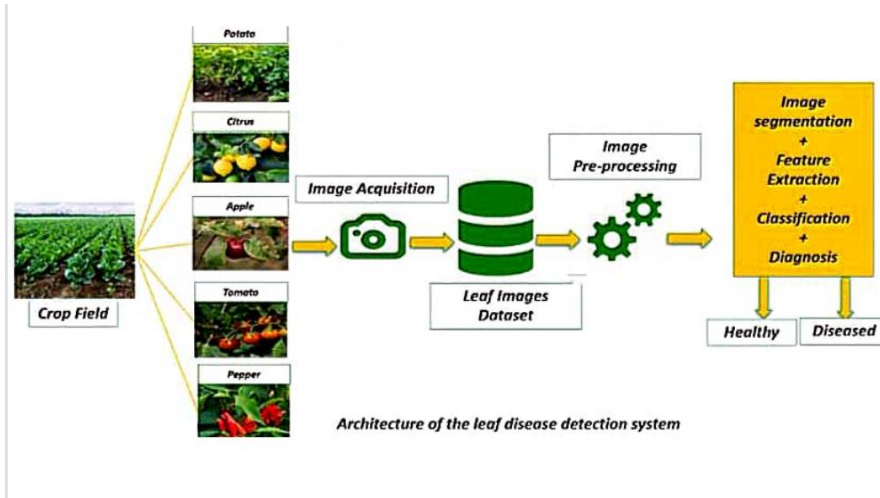 Potato
Citrus
Apple
Tomato
Pepper
Crop Field
Image Acquisition
Leaf Images
Dataset
Image
Pre-processing
Image
segmentation
+
Feature
Extraction
+
Classification
+
Diagnosis
Healthy
Diseased
Architecture of the leaf disease detection system